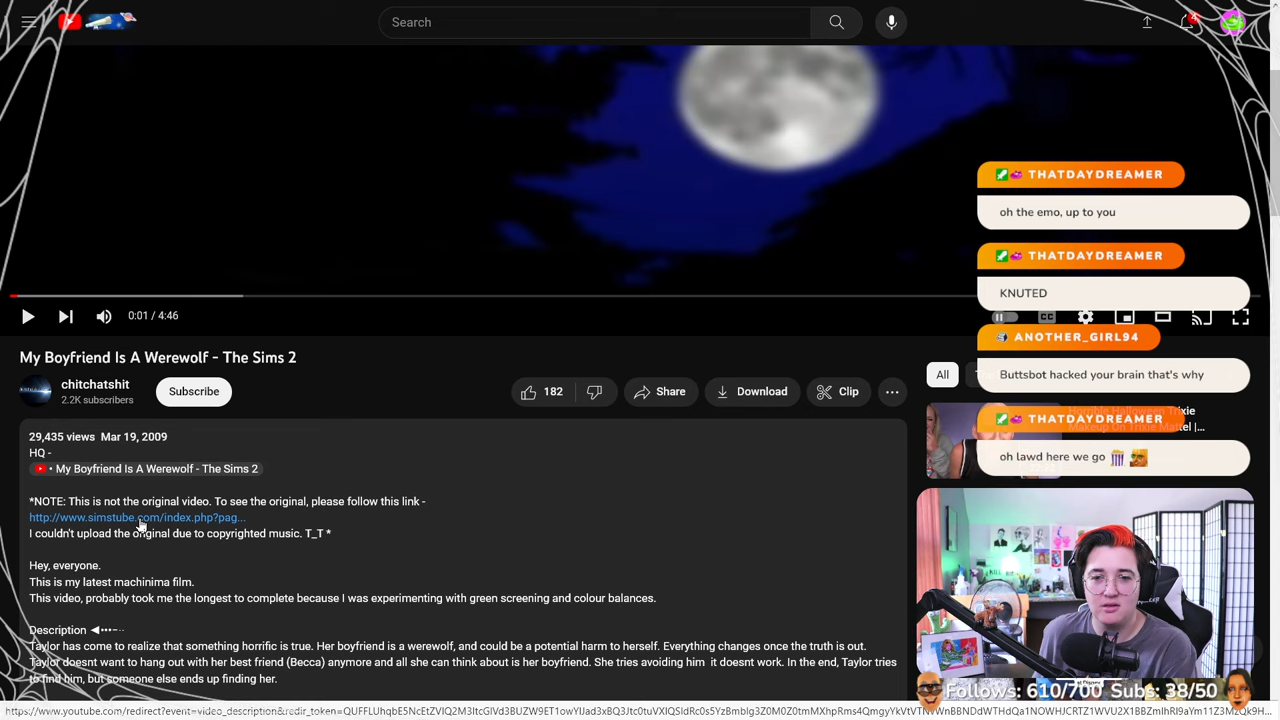 Search
4
THATDAYDREAMER
oh the emo, up to you
THATDAYDREAMER
KNUTED
0:01 / 4:46
CC
ANOTHER_GIRL94
Buttsbot hacked your brain that's why
My Boyfriend Is A Werewolf - The Sims 2
chitchatshit
2.2K subscribers
Subscribe
182
Share
Download
Clip
All
THATDAYDREAMER
Horrible Halloween Trixie
Makeup On Trixie Mattel |...
oh lawd here we go
29,435 views Mar 19, 2009
HQ -
• My Boyfriend Is A Werewolf - The Sims 2
*NOTE: This is not the original video. To see the original, please follow this link -
http://www.simstube.com/index.php?pag...
I couldn't upload the original due to copyrighted music. T_T *
Hey, everyone.
This is my latest machinima film.
This video, probably took me the longest to complete because I was experimenting with green screening and colour balances.
Description ◄•••–··
Taylor has come to realize that something horrific is true. Her boyfriend is a werewolf, and could be a potential harm to herself. Everything changes once the truth is out.
Taylor doesnt want to hang out with her best friend (Becca) anymore and all she can think about is her boyfriend. She tries avoiding him it doesnt work. In the end, Taylor tries
to find him, but someone else ends up finding her.
Follows: 610/700 Subs: 38/50